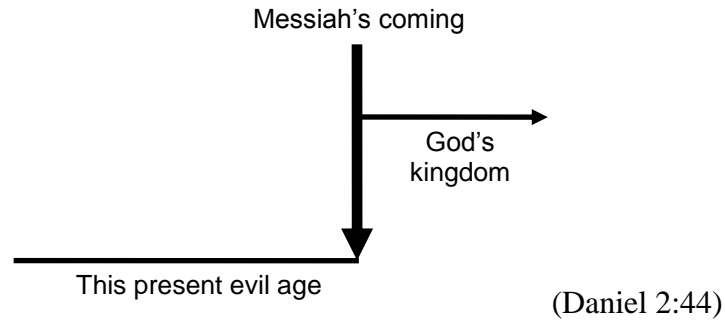 Messiah's coming
God's
kingdom
This present evil age
(Daniel 2:44)